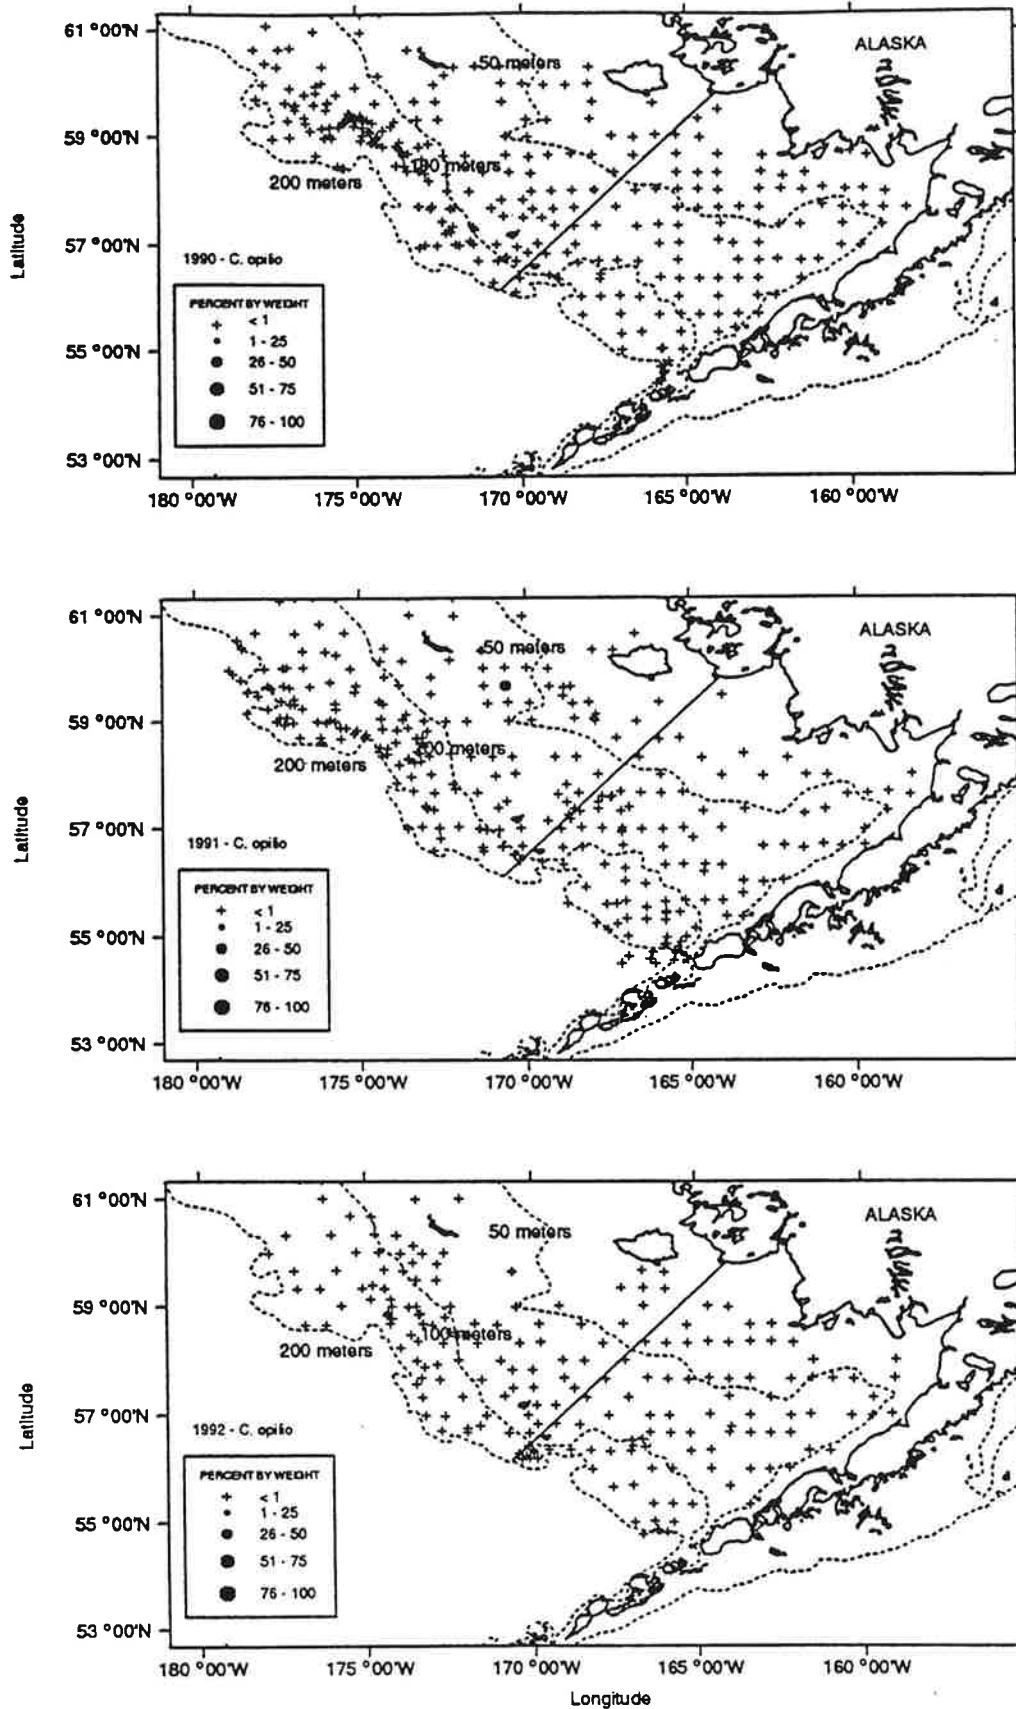 61 °00'N
59 °00'N
57 °00'N
55 °00'N
53 °00'N
Latitude
ALASKA
50 meters
200 meters
1990 - C. opilio
PERCENT BY WEIGHT
< 1
1 - 25
26 - 50
51 - 75
76 - 100
180 °00'W
175 °00'W
170 °00'W
165 °00'W
160 °00'W
61 °00'N
59 °00'N
57 °00'N
55 °00'N
53 °00'N
Latitude
ALASKA
50 meters
100 meters
200 meters
1991 - C. opilio
PERCENT BY WEIGHT
< 1
1 - 25
26 - 50
51 - 75
76 - 100
180 °00'W
175 °00'W
170 °00'W
165 °00'W
160 °00'W
61 °00'N
59 °00'N
57 °00'N
55 °00'N
53 °00'N
Latitude
ALASKA
50 meters
100 meters
200 meters
1992 - C. opilio
PERCENT BY WEIGHT
< 1
1 - 25
26 - 50
51 - 75
76 - 100
180 °00'W
175 °00'W
170 °00'W
165 °00'W
160 °00'W
Longitude